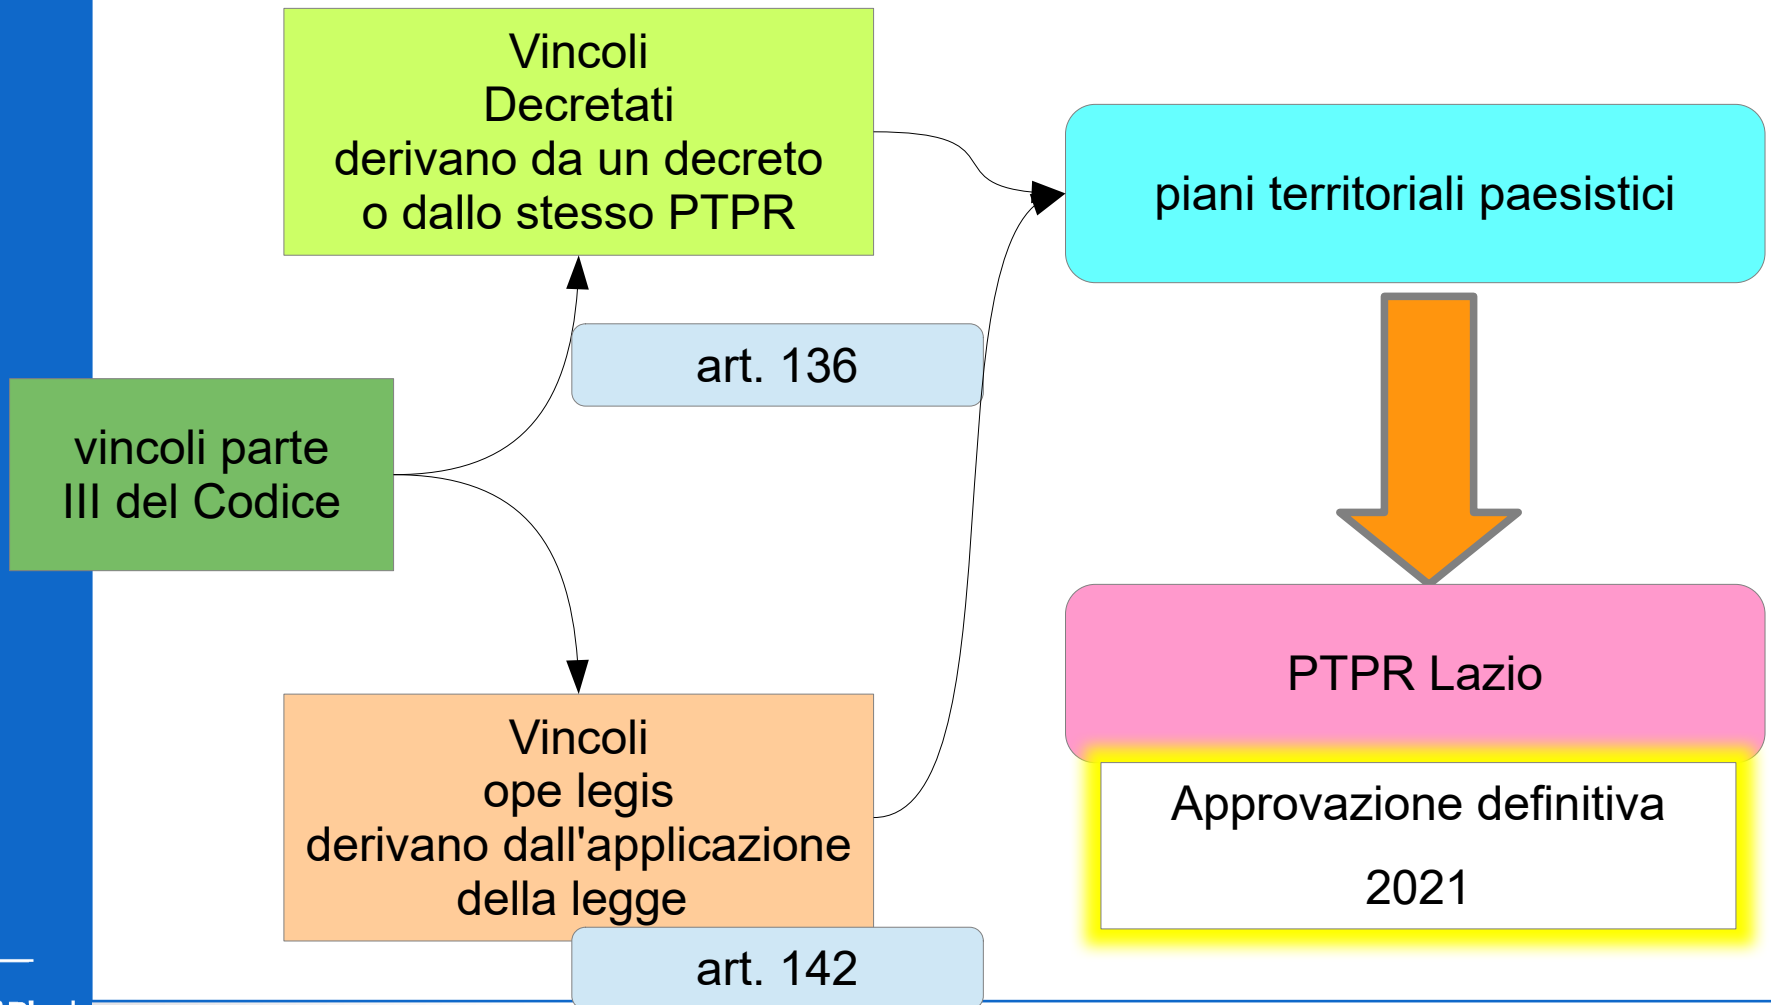 Vincoli
Decretati
derivano da un decreto
o dallo stesso PTPR
piani territoriali paesistici
art. 136
vincoli parte
III del Codice
PTPR Lazio
Vincoli
ope legis
derivano dall'applicazione
della legge
Approvazione definitiva
2021
art. 142